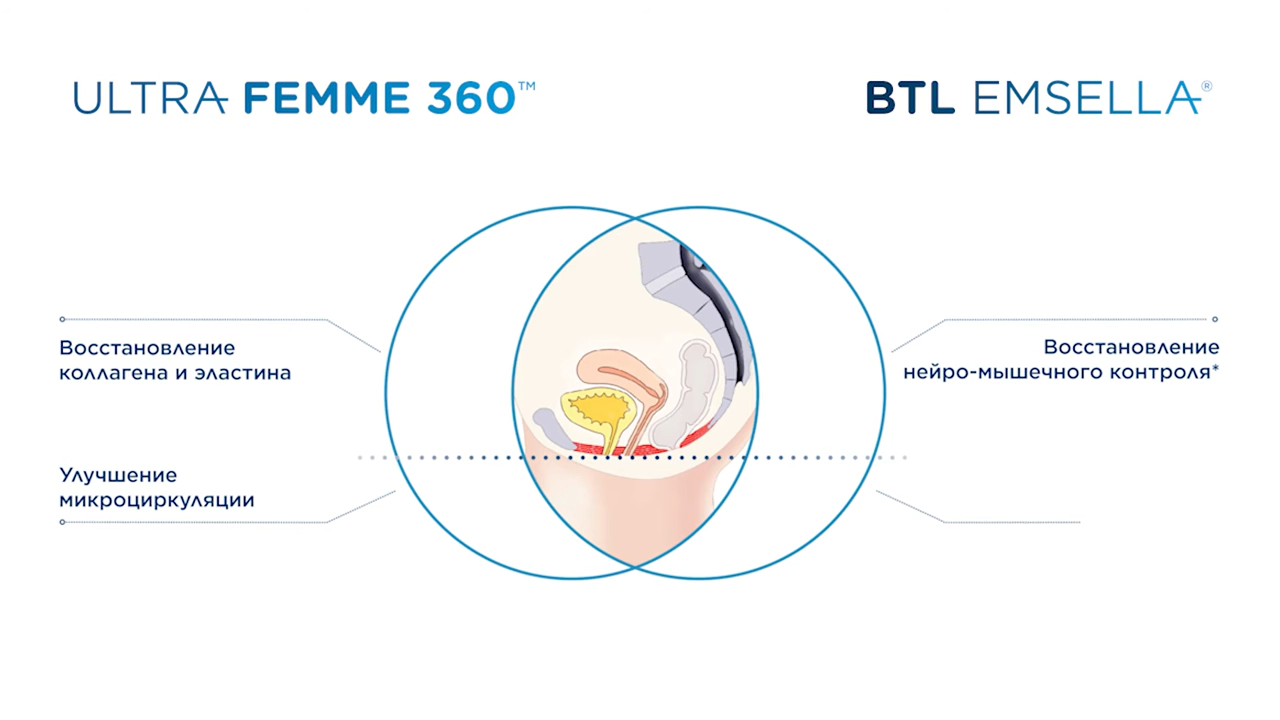 ULTRA FEMME 360™
BTL EMSELLA®
Восстановление
коллагена и эластина
Улучшение
микроциркуляции
Восстановление
нейро-мышечного контроля*